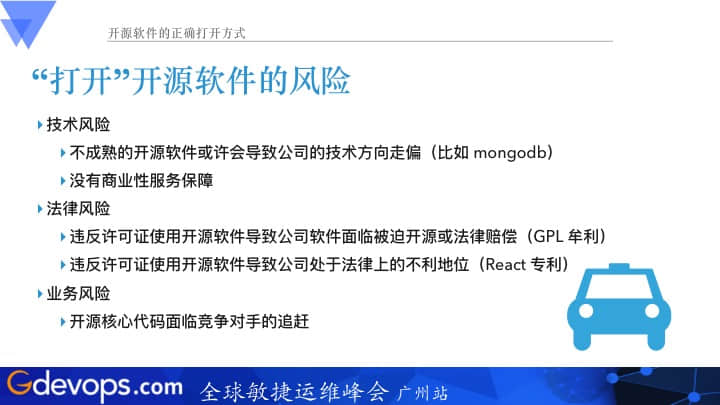 开源软件的正确打开方式
“打开”开源软件的风险
技术风险
不成熟的开源软件或许会导致公司的技术方向走偏（比如 mongodb）
没有商业性服务保障
法律风险
违反许可证使用开源软件导致公司软件面临被迫开源或法律赔偿（GPL 牟利）
违反许可证使用开源软件导致公司处于法律上的不利地位（React 专利）
业务风险
开源核心代码面临竞争对手的追赶
Gdevops.com 全球敏捷运维峰会 广州站